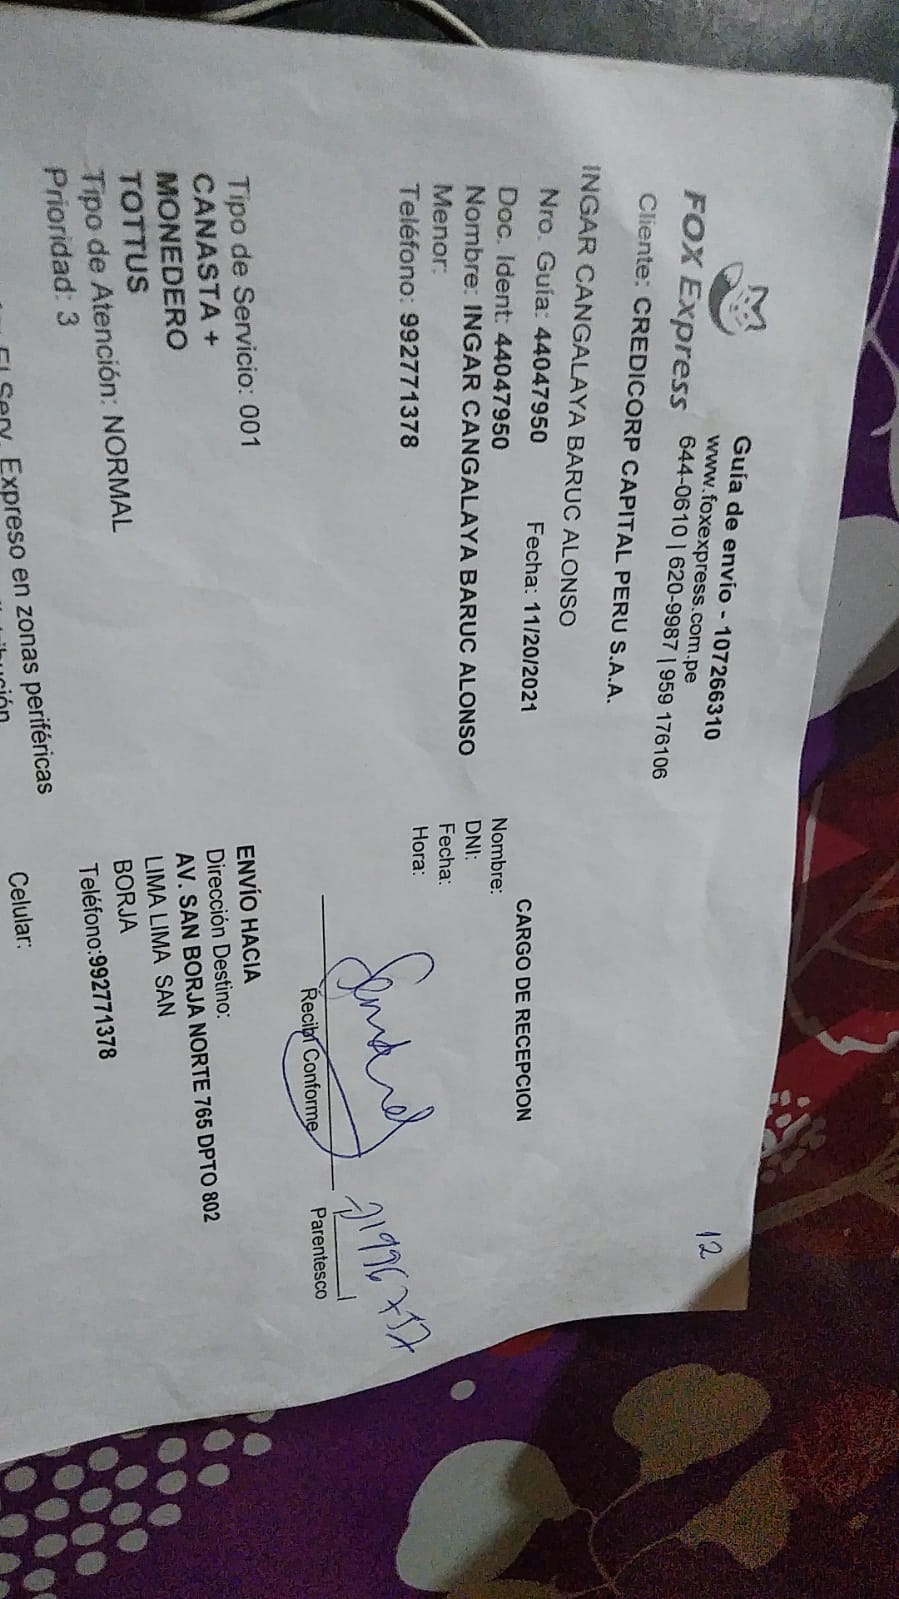 Guía de envío - 107266310
www.foxexpress.com.pe
FOX Express 644-0610 | 620-9987 | 959 176106
Cliente: CREDICORP CAPITAL PERU S.A.A.
INGAR CANGALAYA BARUC ALONSO
Nro. Guía: 44047950 Fecha: 11/20/2021
Doc. Ident: 44047950
Nombre: INGAR CANGALAYA BARUC ALONSO
Menor:
Teléfono: 992771378
Tipo de Servicio: 001
CANASTA +
MONEDERO
TOTTUS
Tipo de Atención: NORMAL
Prioridad: 3
El Serv. Expreso en zonas periféricas
12
CARGO DE RECEPCION
Nombre:
DNI:
Fecha:
Hora:
Recibí Conforme
Parentesco
ENVÍO HACIA
Dirección Destino:
AV. SAN BORJA NORTE 765 DPTO 802
LIMA LIMA SAN
BORJA
Teléfono:992771378
Celular: